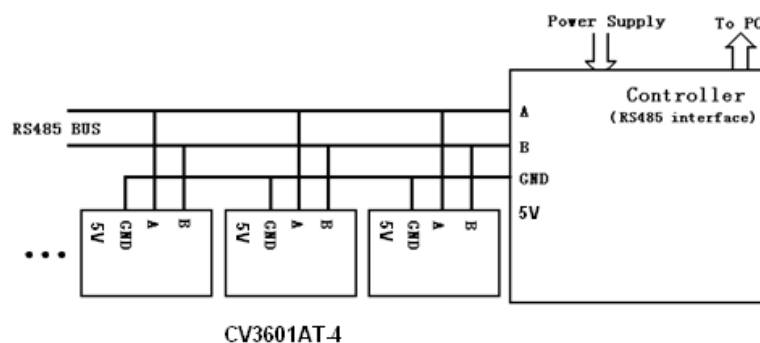 Power Supply
To PC
Controller
(RS485 interface)
A
RS485 BUS
B
GND
5V
5V GND A B
5V GND A B
5V GND A B
CV3601AT-4